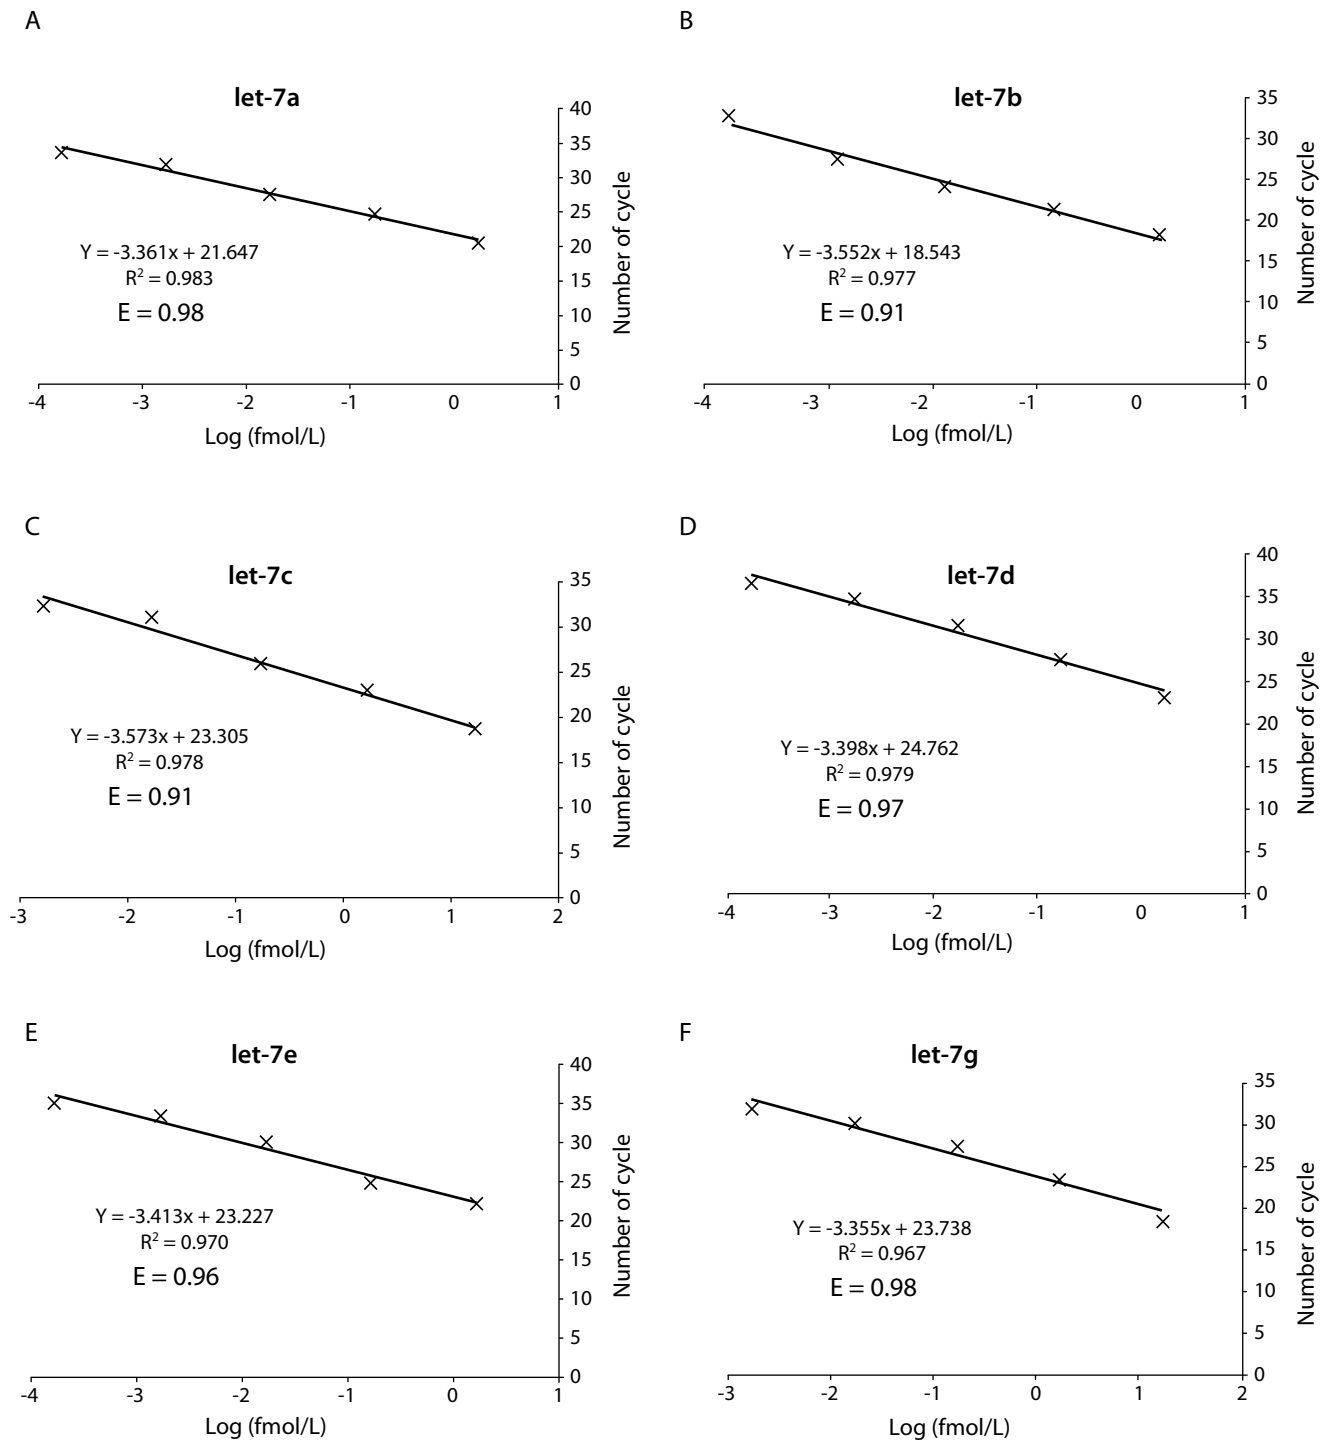 A
let-7a
40
35
30
25
20
15
10
5
0
Number of cycle
Y = -3.361x + 21.647
R² = 0.983
E = 0.98
-4 -3 -2 -1 0 1
Log (fmol/L)
B
let-7b
35
30
25
20
15
10
5
0
Number of cycle
Y = -3.552x + 18.543
R² = 0.977
E = 0.91
-4 -3 -2 -1 0 1
Log (fmol/L)
C
let-7c
35
30
25
20
15
10
5
0
Number of cycle
Y = -3.573x + 23.305
R² = 0.978
E = 0.91
-3 -2 -1 0 1 2
Log (fmol/L)
D
let-7d
40
35
30
25
20
15
10
5
0
Number of cycle
Y = -3.398x + 24.762
R² = 0.979
E = 0.97
-4 -3 -2 -1 0 1
Log (fmol/L)
E
let-7e
40
35
30
25
20
15
10
5
0
Number of cycle
Y = -3.413x + 23.227
R² = 0.970
E = 0.96
-4 -3 -2 -1 0 1
Log (fmol/L)
F
let-7g
35
30
25
20
15
10
5
0
Number of cycle
Y = -3.355x + 23.738
R² = 0.967
E = 0.98
-3 -2 -1 0 1 2
Log (fmol/L)